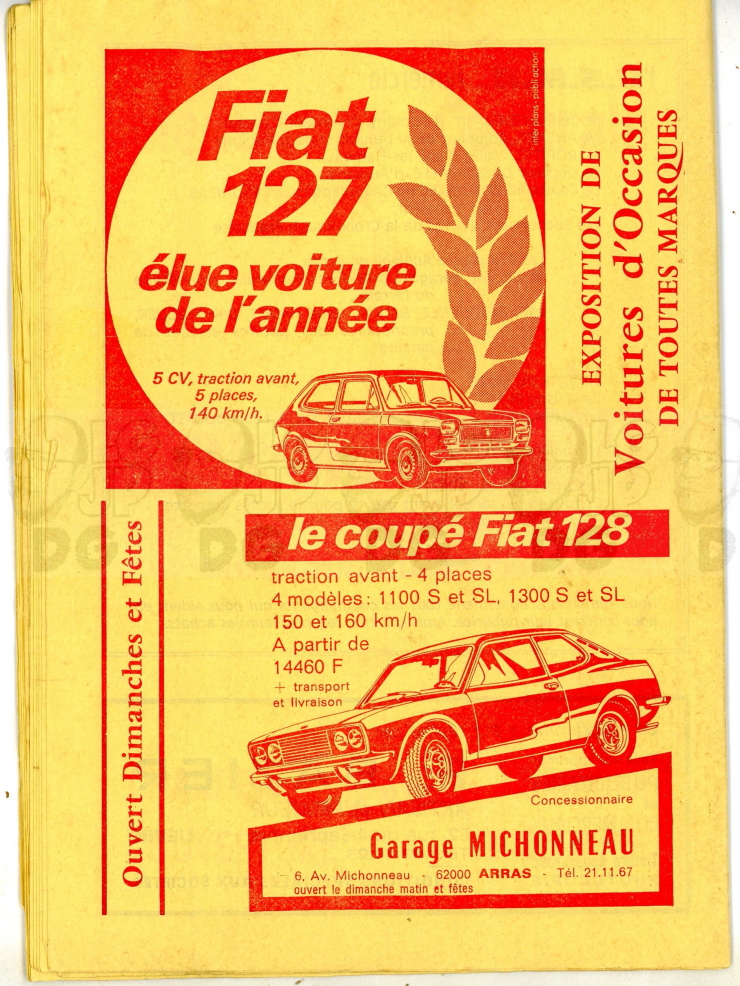 Fiat
127
élue voiture
de l'année
5 CV, traction avant,
5 places,
140 km/h.
inter plans - publi action
EXPOSITION DE
Voitures d'Occasion
DE TOUTES MARQUES
Ouvert Dimanches et Fêtes
le coupé Fiat 128
traction avant - 4 places
4 modèles : 1100 S et SL, 1300 S et SL
150 et 160 km/h
A partir de
14460 F
+ transport
et livraison
Concessionnaire
Garage MICHONNEAU
6, Av. Michonneau - 62000 ARRAS - Tél. 21.11.67
ouvert le dimanche matin et fêtes